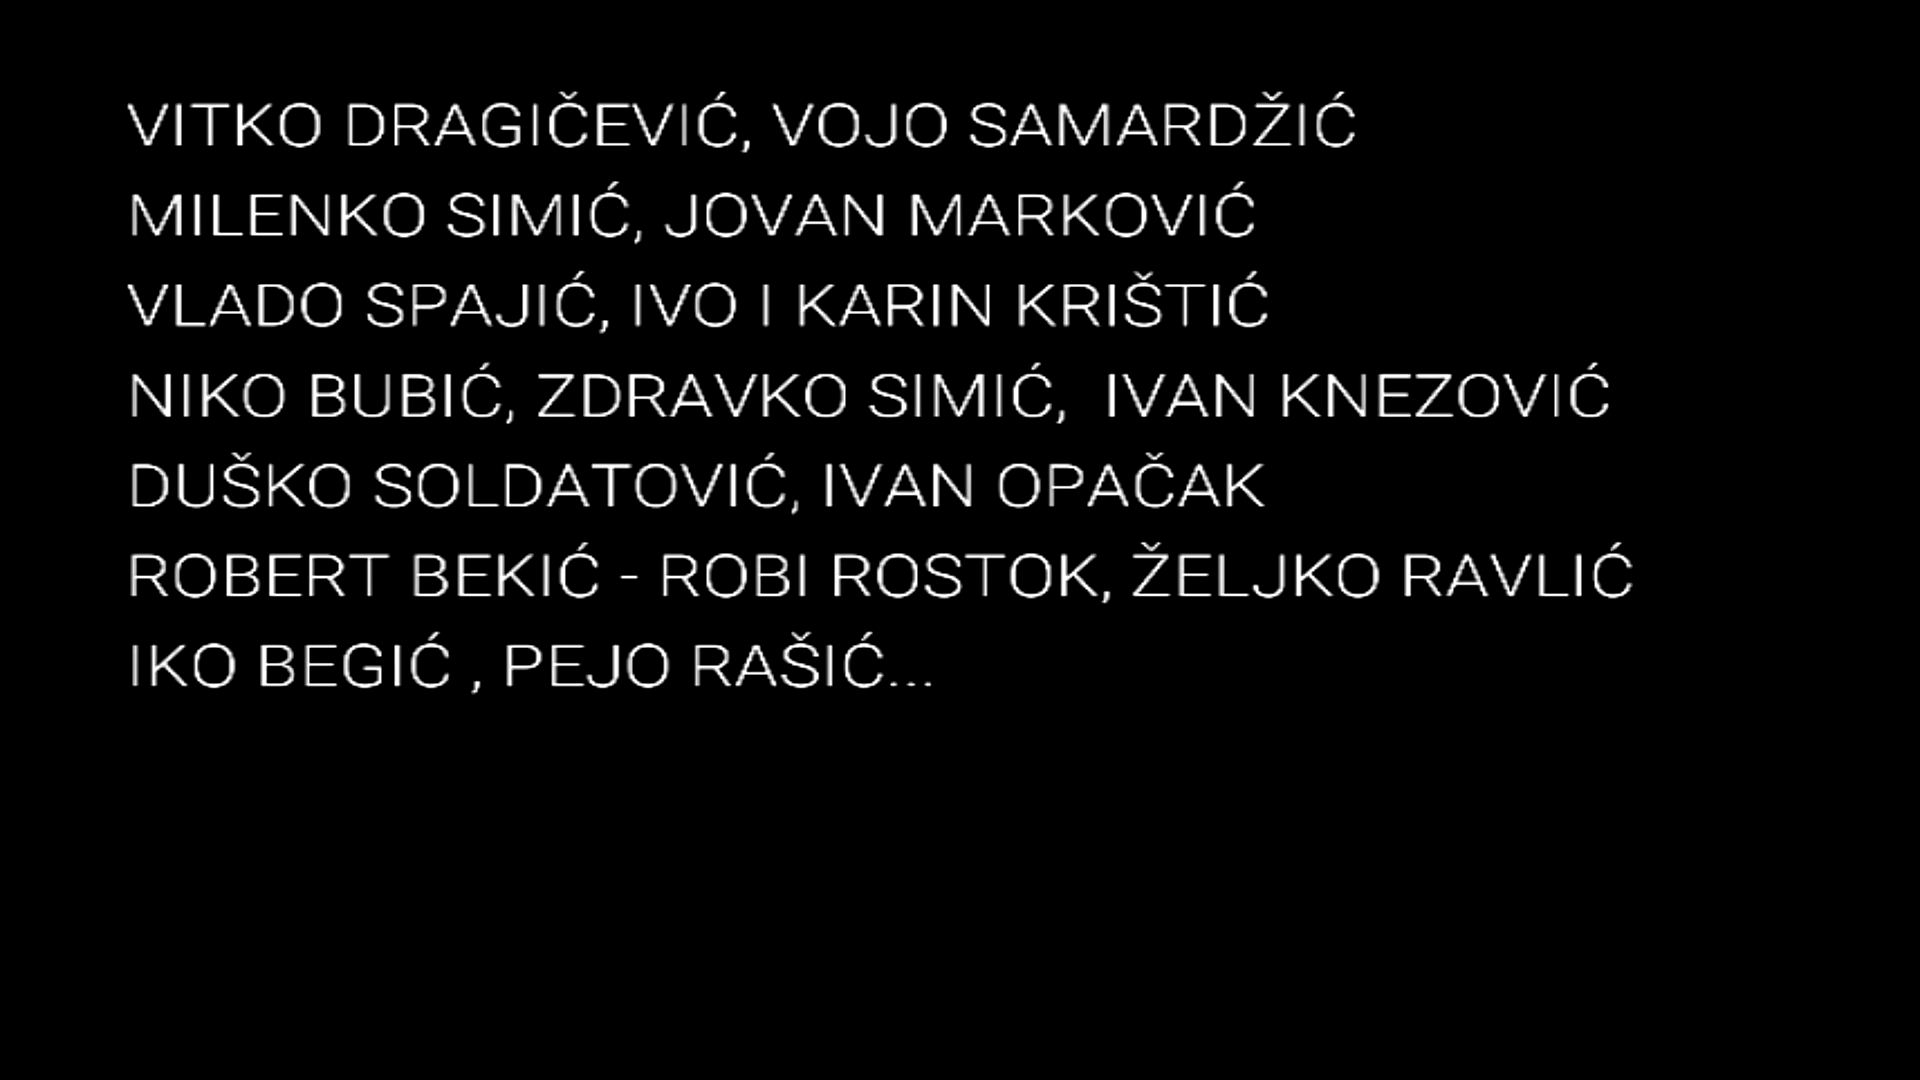 VITKO DRAGIČEVIĆ, VOJO SAMARDŽIĆ
MILENKO SIMIĆ, JOVAN MARKOVIĆ
VLADO SPAJIĆ, IVO I KARIN KRIŠTIĆ
NIKO BUBIĆ, ZDRAVKO SIMIĆ,  IVAN KNEZOVIĆ
DUŠKO SOLDATOVIĆ, IVAN OPAČAK
ROBERT BEKIĆ - ROBI ROSTOK, ŽELJKO RAVLIĆ
IKO BEGIĆ , PEJO RAŠIĆ...